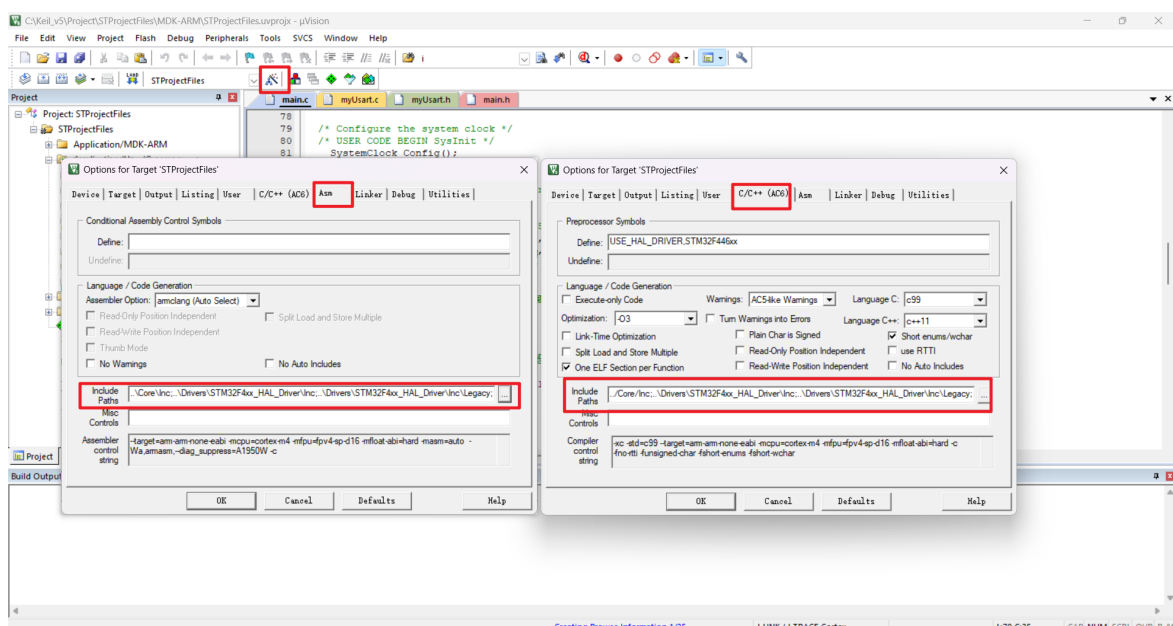 C:\Keil_v5\Project\STProjectFiles\MDK-ARM\STProjectFiles.uvprojx - µVision
File Edit View Project Flash Debug Peripherals Tools SVCS Window Help
LOAD STProjectFiles
Project
main.c myUsart.c myUsart.h main.h
Project: STProjectFiles
STProjectFiles
Application/MDK-ARM
78
79 /* Configure the system clock */
80 /* USER CODE BEGIN SysInit */
81 SystemClock_Config();
Options for Target 'STProjectFiles'
Device Target Output Listing User C/C++ (AC6) Asm Linker Debug Utilities
Conditional Assembly Control Symbols
Define:
Undefine:
Language / Code Generation
Assembler Option: armclang (Auto Select)
Read-Only Position Independent
Split Load and Store Multiple
Read-Write Position Independent
Thumb Mode
No Warnings
No Auto Includes
Include Paths
..\Core\Inc;..\Drivers\STM32F4xx_HAL_Driver\Inc;..\Drivers\STM32F4xx_HAL_Driver\Inc\Legacy; ...
Misc Controls
Assembler control string
--target=arm-arm-none-eabi -mcpu=cortex-m4 -mfpu=fpv4-sp-d16 -mfloat-abi=hard -masm=auto -
Wa,armasm,--diag_suppress=A1950W -c
OK Cancel Defaults Help
Options for Target 'STProjectFiles'
Device Target Output Listing User C/C++ (AC6) Asm Linker Debug Utilities
Preprocessor Symbols
Define: USE_HAL_DRIVER,STM32F446xx
Undefine:
Language / Code Generation
Execute-only Code
Warnings: AC5-like Warnings
Language C: c99
Optimization: -O3
Turn Warnings into Errors
Language C++: c++11
Link-Time Optimization
Plain Char is Signed
Short enums/wchar
Split Load and Store Multiple
Read-Only Position Independent
use RTTI
One ELF Section per Function
Read-Write Position Independent
No Auto Includes
Include Paths
../Core/Inc;..\Drivers\STM32F4xx_HAL_Driver\Inc;..\Drivers\STM32F4xx_HAL_Driver\Inc\Legacy; ...
Misc Controls
Compiler control string
-xc -std=c99 --target=arm-arm-none-eabi -mcpu=cortex-m4 -mfpu=fpv4-sp-d16 -mfloat-abi=hard -c
-fno-rtti -funsigned-char -fshort-enums -fshort-wchar
OK Cancel Defaults Help
Project
Build Output